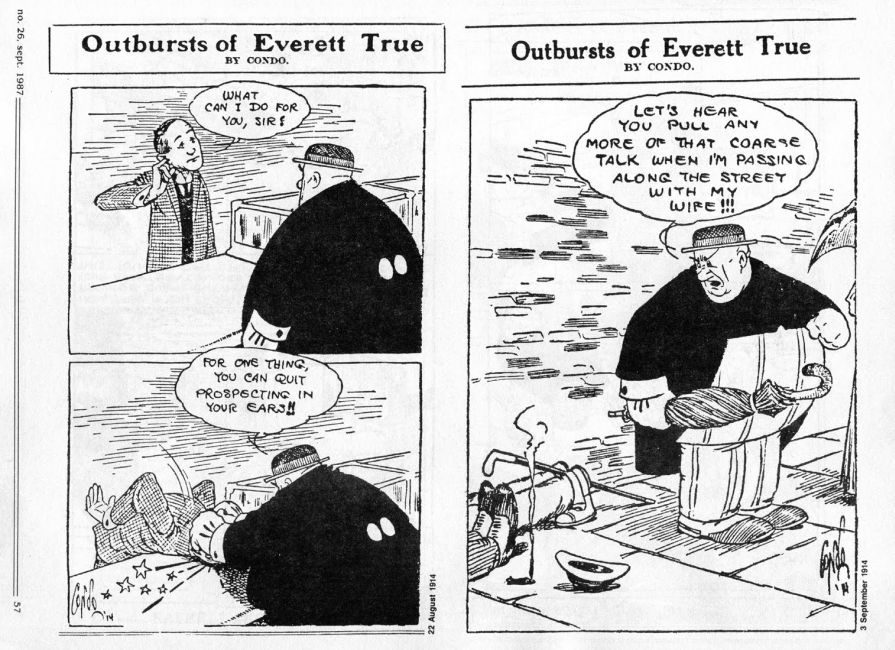 no. 26, sept. 1987
57
Outbursts of Everett True
BY CONDO.
WHAT
CAN I DO FOR
YOU, SIR?
FOR ONE THING,
YOU CAN QUIT
PROSPECTING IN
YOUR EARS!!
CONDO '14
22 August 1914
Outbursts of Everett True
BY CONDO.
LET'S HEAR
YOU PULL ANY
MORE OF THAT COARSE
TALK WHEN I'M PASSING
ALONG THE STREET
WITH MY
WIFE!!!
CONDO '14
3 September 1914